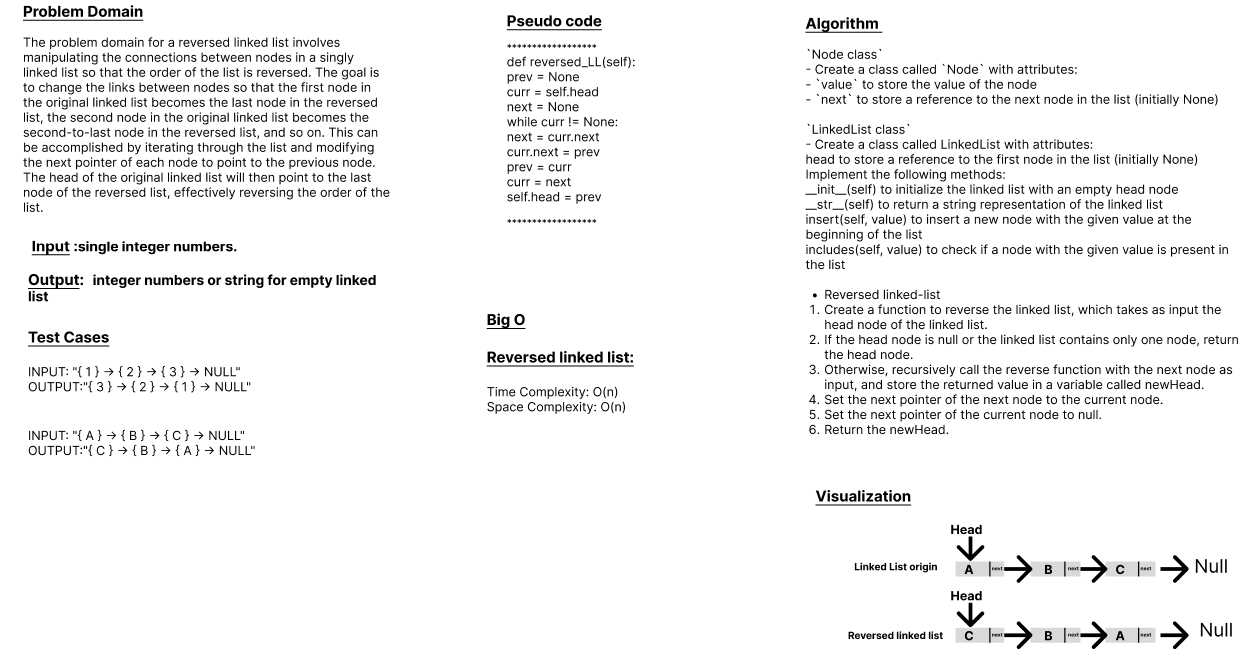 Problem Domain
The problem domain for a reversed linked list involves
manipulating the connections between nodes in a singly
linked list so that the order of the list is reversed. The goal is
to change the links between nodes so that the first node in
the original linked list becomes the last node in the reversed
list, the second node in the original linked list becomes the
second-to-last node in the reversed list, and so on. This can
be accomplished by iterating through the list and modifying
the next pointer of each node to point to the previous node.
The head of the original linked list will then point to the last
node of the reversed list, effectively reversing the order of the
list.
Input :single integer numbers.
Output: integer numbers or string for empty linked
list
Test Cases
INPUT: "{ 1 } → { 2 } → { 3 } → NULL"
OUTPUT:"{ 3 } → { 2 } → { 1 } → NULL"
INPUT: "{ A } → { B } → { C } → NULL"
OUTPUT:"{ C } → { B } → { A } → NULL"
Pseudo code
******************
def reversed_LL(self):
prev = None
curr = self.head
next = None
while curr != None:
next = curr.next
curr.next = prev
prev = curr
curr = next
self.head = prev
******************
Big O
Reversed linked list:
Time Complexity: O(n)
Space Complexity: O(n)
Algorithm
`Node class`
- Create a class called `Node` with attributes:
- `value` to store the value of the node
- `next` to store a reference to the next node in the list (initially None)
`LinkedList class`
- Create a class called LinkedList with attributes:
head to store a reference to the first node in the list (initially None)
Implement the following methods:
__init__(self) to initialize the linked list with an empty head node
__str__(self) to return a string representation of the linked list
insert(self, value) to insert a new node with the given value at the
beginning of the list
includes(self, value) to check if a node with the given value is present in
the list
• Reversed linked-list
1. Create a function to reverse the linked list, which takes as input the
head node of the linked list.
2. If the head node is null or the linked list contains only one node, return
the head node.
3. Otherwise, recursively call the reverse function with the next node as
input, and store the returned value in a variable called newHead.
4. Set the next pointer of the next node to the current node.
5. Set the next pointer of the current node to null.
6. Return the newHead.
Visualization
Head
Linked List origin A next B next C next Null
Head
Reversed linked list C next B next A next Null